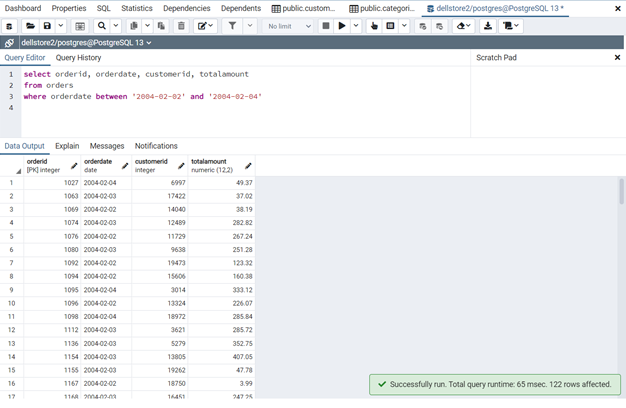 Dashboard Properties SQL Statistics Dependencies Dependents public.custom... public.categori... dellstore2/postgres@PostgreSQL 13 *
No limit
dellstore2/postgres@PostgreSQL 13
Query Editor Query History Scratch Pad
1 select orderid, orderdate, customerid, totalamount
2 from orders
3 where orderdate between '2004-02-02' and '2004-02-04'
4
Data Output Explain Messages Notifications
orderid orderdate customerid totalamount
[PK] integer date integer numeric (12,2)
1 1027 2004-02-04 6997 49.37
2 1063 2004-02-03 17422 37.02
3 1069 2004-02-02 14040 38.19
4 1074 2004-02-03 12489 282.82
5 1076 2004-02-02 11729 267.24
6 1080 2004-02-03 9638 251.28
7 1092 2004-02-02 19473 123.32
8 1094 2004-02-02 15606 160.38
9 1095 2004-02-04 3014 333.12
10 1096 2004-02-02 13324 226.07
11 1098 2004-02-04 18972 285.84
12 1112 2004-02-03 3621 285.72
13 1136 2004-02-03 5279 352.75
14 1154 2004-02-03 13805 407.05
15 1155 2004-02-03 19262 47.78
16 1167 2004-02-02 18750 3.99
17 1168 2004-02-03 16451 247.25
Successfully run. Total query runtime: 65 msec. 122 rows affected.